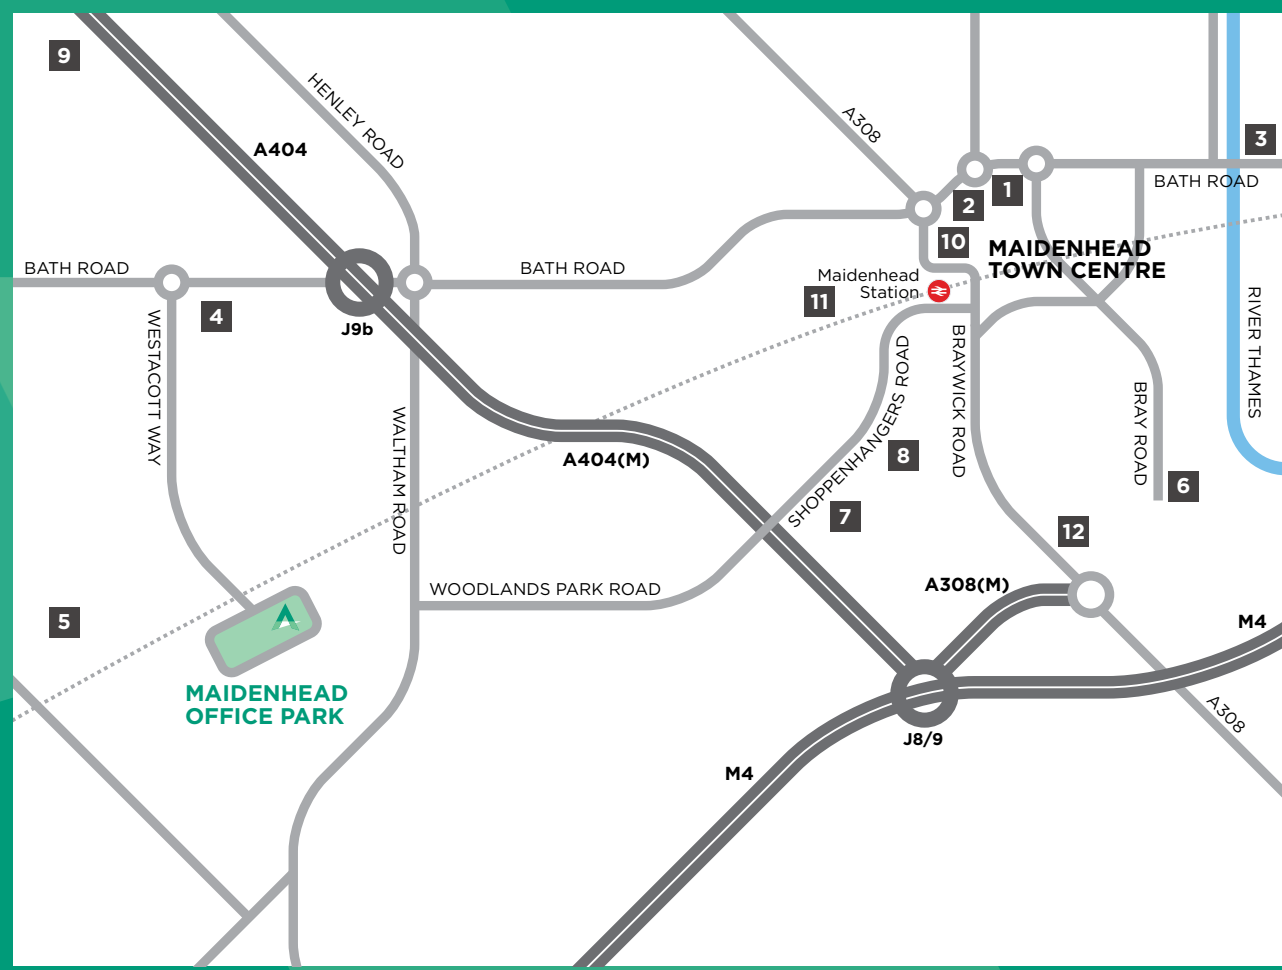 9
HENLEY ROAD
A404
A308
3
1
2
BATH ROAD
10
MAIDENHEAD
TOWN CENTRE
BATH ROAD
BATH ROAD
Maidenhead
Station
11
4
J9b
WESTACOTT WAY
RIVER THAMES
BRAYWICK ROAD
SHOPPENHANGERS ROAD
BRAY ROAD
WALTHAM ROAD
A404(M)
8
6
7
12
WOODLANDS PARK ROAD
A308(M)
5
M4
MAIDENHEAD
OFFICE PARK
A308
J8/9
M4